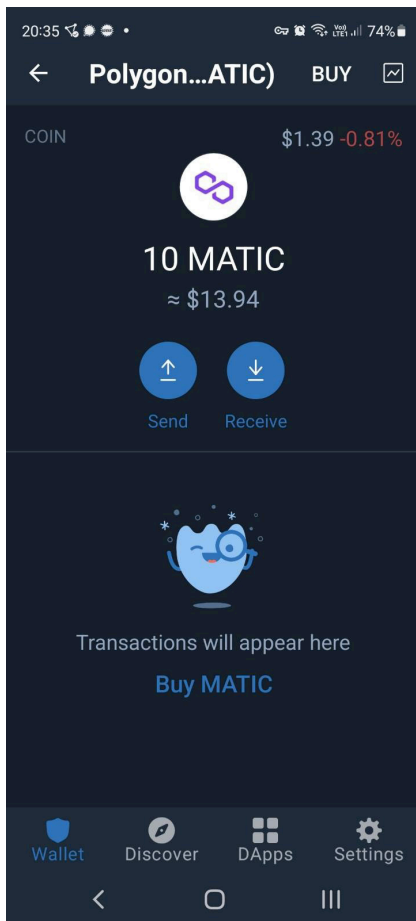 20:35 74%
Polygon...ATIC) BUY
COIN $1.39 -0.81%
10 MATIC
≈ $13.94
Send Receive
Transactions will appear here
Buy MATIC
Wallet Discover DApps Settings